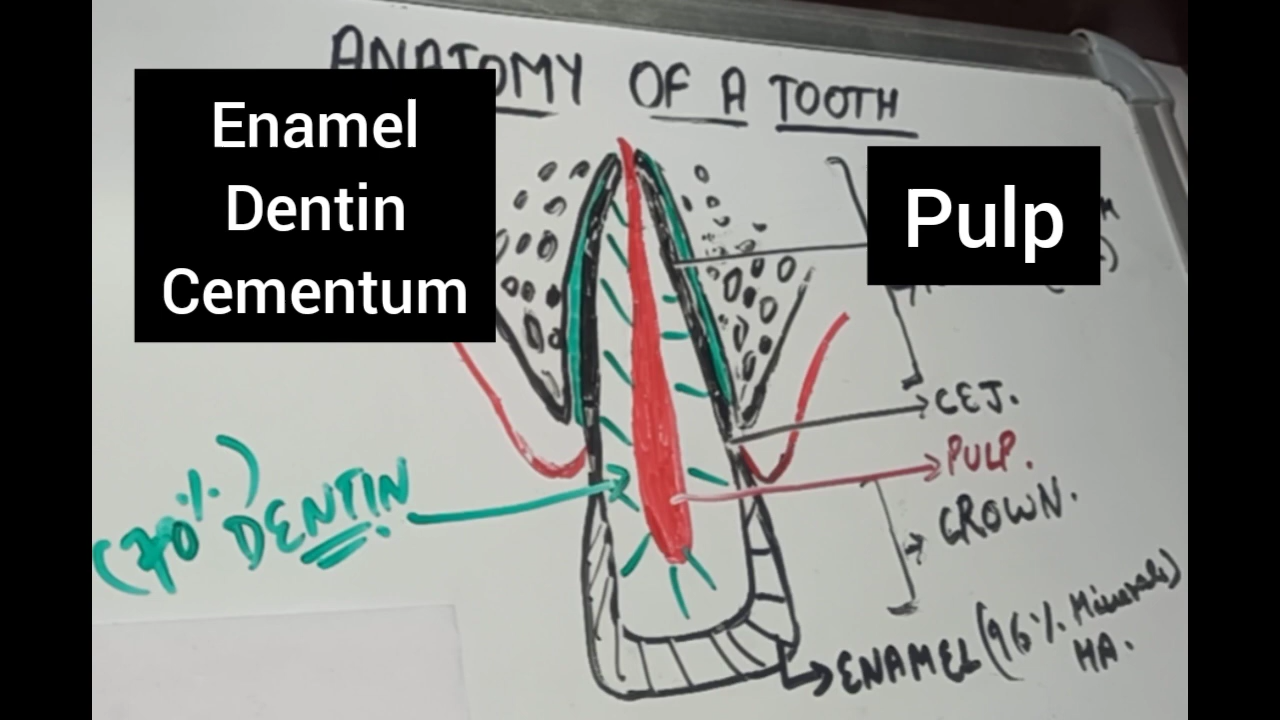 ANATOMY OF A TOOTH
Enamel
Dentin
Cementum
Pulp
CEJ.
PULP.
CROWN.
(70%) DENTIN
ENAMEL (96% Minerals)
HA.